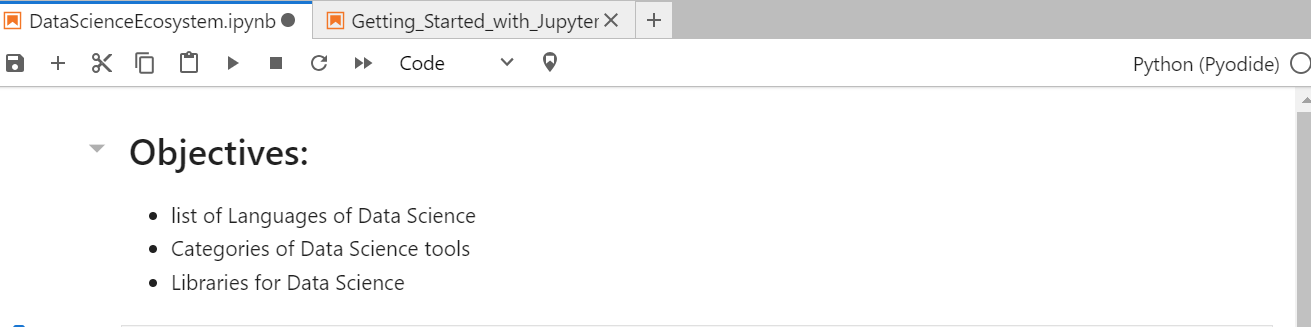 DataScienceEcosystem.ipynb Getting_Started_with_Jupyter
Code Python (Pyodide)
Objectives:
• list of Languages of Data Science
• Categories of Data Science tools
• Libraries for Data Science